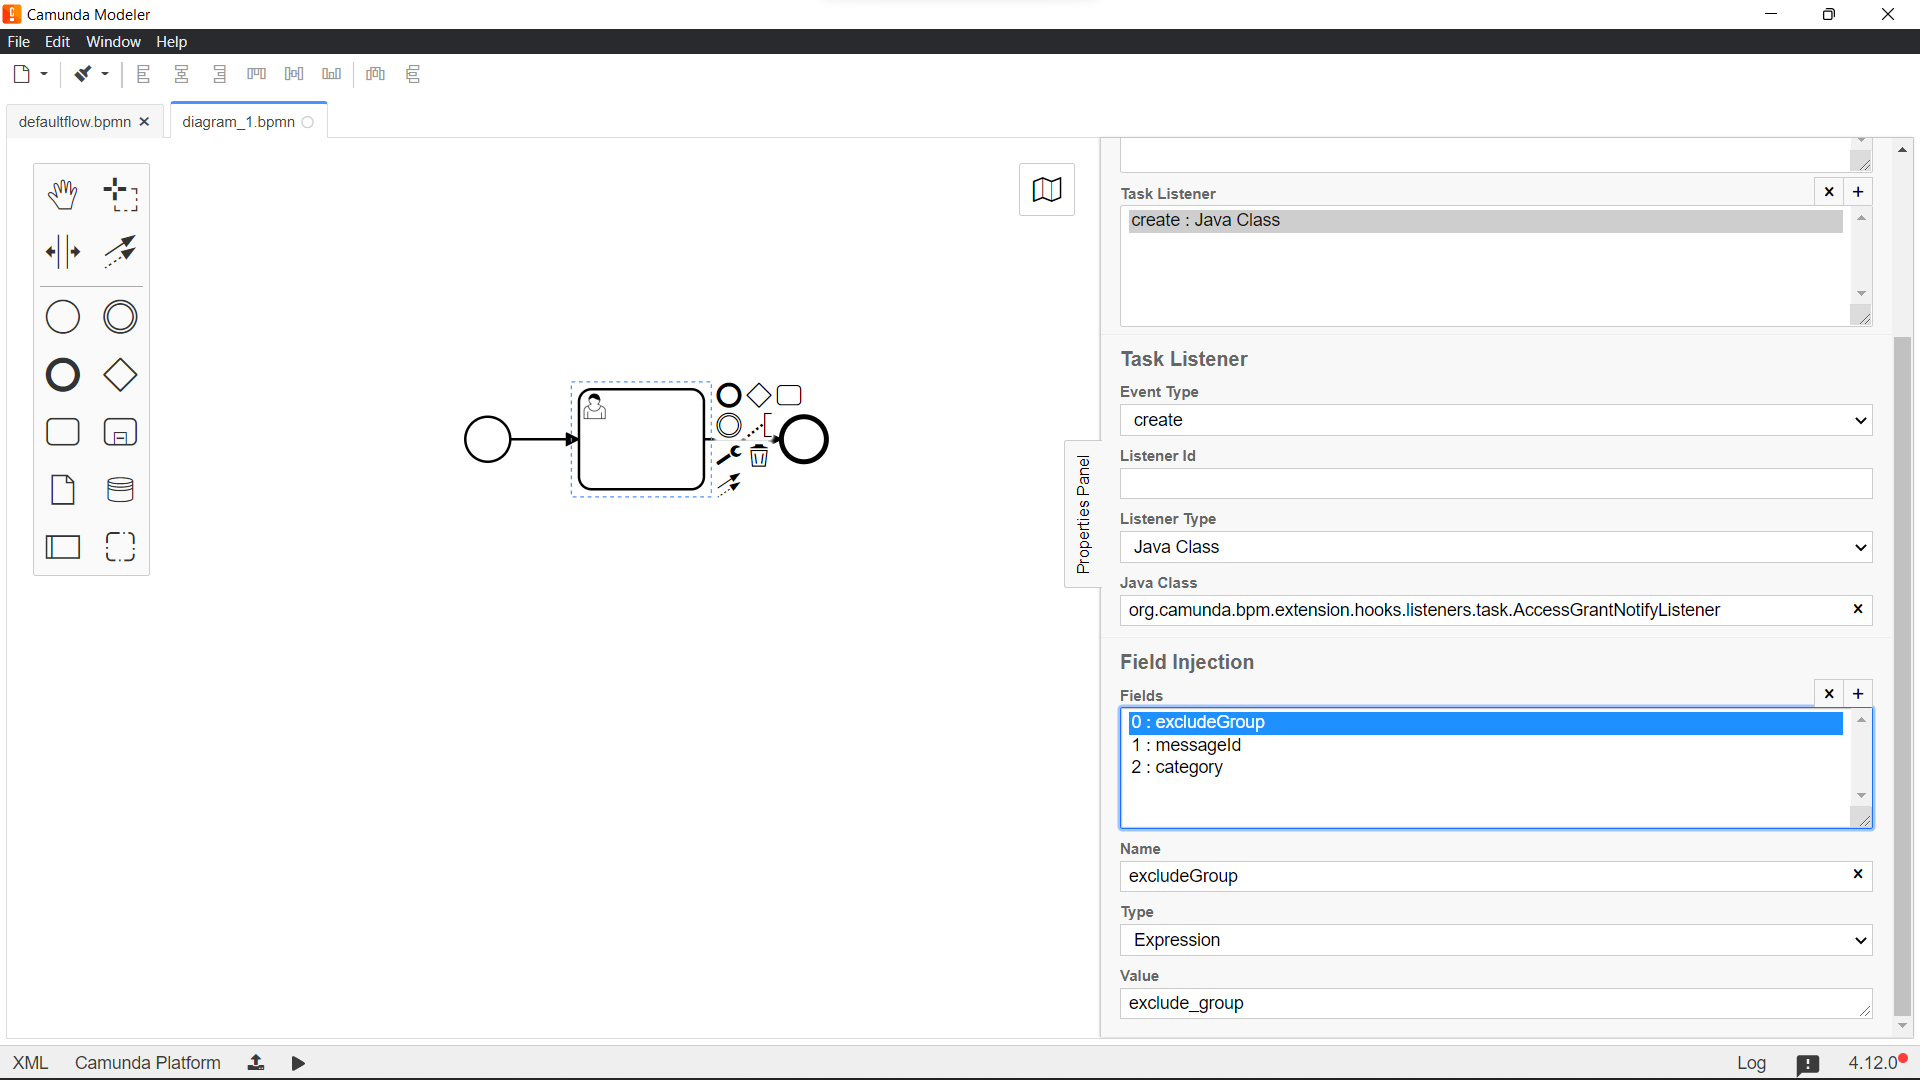 Camunda Modeler
File Edit Window Help
defaultflow.bpmn
diagram_1.bpmn
Properties Panel
Task Listener
create : Java Class
Task Listener
Event Type
create
Listener Id
Listener Type
Java Class
Java Class
org.camunda.bpm.extension.hooks.listeners.task.AccessGrantNotifyListener
Field Injection
Fields
0 : excludeGroup
1 : messageId
2 : category
Name
excludeGroup
Type
Expression
Value
exclude_group
XML Camunda Platform
Log
4.12.0